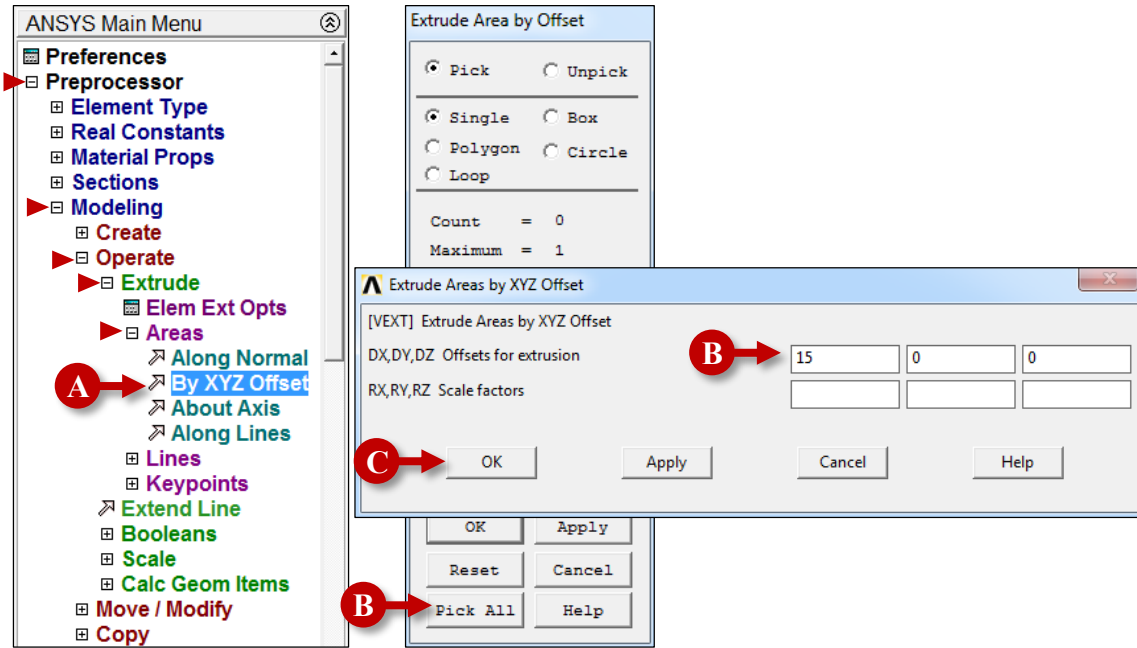 ANSYS Main Menu
Preferences
Preprocessor
Element Type
Real Constants
Material Props
Sections
Modeling
Create
Operate
Extrude
Elem Ext Opts
Areas
Along Normal
A
By XYZ Offset
About Axis
Along Lines
Lines
Keypoints
Extend Line
Booleans
Scale
Calc Geom Items
Move / Modify
Copy
Extrude Area by Offset
Pick Unpick
Single Box
Polygon Circle
Loop
Count = 0
Maximum = 1
Extrude Areas by XYZ Offset
[VEXT] Extrude Areas by XYZ Offset
DX,DY,DZ Offsets for extrusion B 15 0 0
RX,RY,RZ Scale factors
C OK Apply Cancel Help
OK Apply
Reset Cancel
B Pick All Help